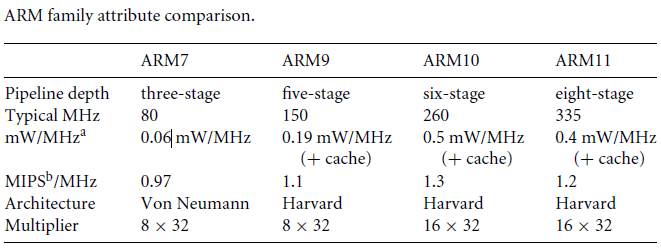 ARM family attribute comparison.
ARM7 ARM9 ARM10 ARM11
Pipeline depth three-stage five-stage six-stage eight-stage
Typical MHz 80 150 260 335
mW/MHzᵃ 0.06 mW/MHz 0.19 mW/MHz 0.5 mW/MHz 0.4 mW/MHz
(+ cache) (+ cache) (+ cache)
MIPSᵇ/MHz 0.97 1.1 1.3 1.2
Architecture Von Neumann Harvard Harvard Harvard
Multiplier 8 × 32 8 × 32 16 × 32 16 × 32